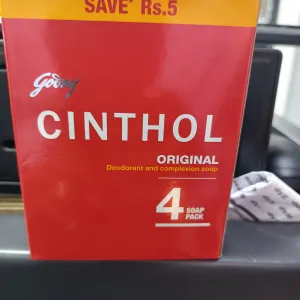 SAVE* Rs.5
Godrej
CINTHOL
ORIGINAL
Deodorant and complexion soap
4 SOAP
PACK